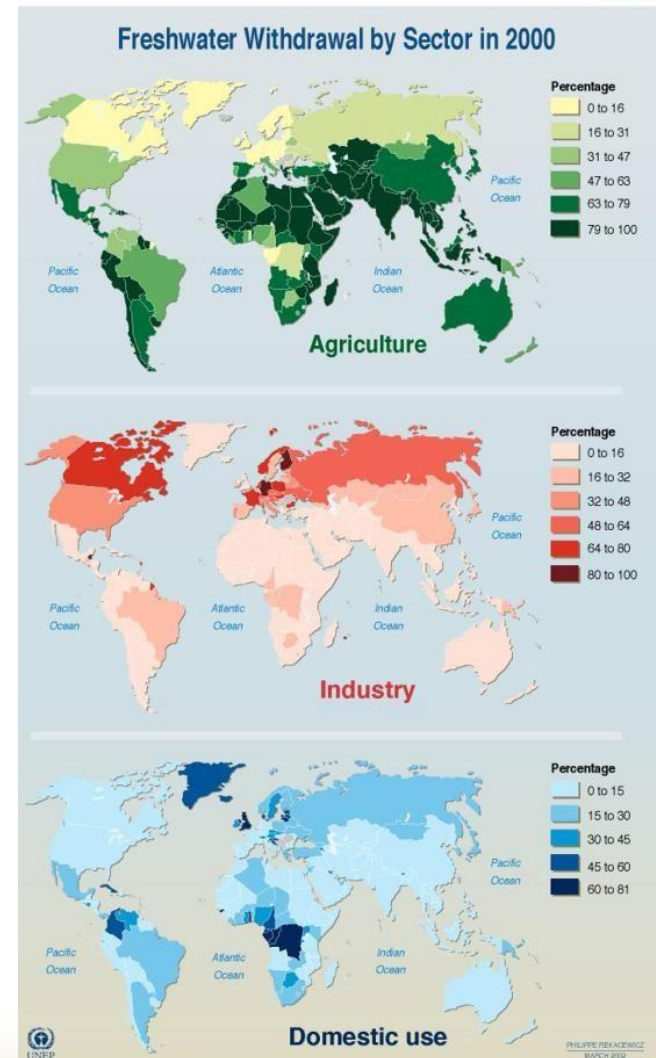 Freshwater Withdrawal by Sector in 2000
Percentage
0 to 16
16 to 31
31 to 47
47 to 63
63 to 79
79 to 100
Pacific
Ocean
Pacific
Ocean
Atlantic
Ocean
Indian
Ocean
Agriculture
Percentage
0 to 16
16 to 32
32 to 48
48 to 64
64 to 80
80 to 100
Pacific
Ocean
Pacific
Ocean
Atlantic
Ocean
Indian
Ocean
Industry
Percentage
0 to 15
15 to 30
30 to 45
45 to 60
60 to 81
Pacific
Ocean
Pacific
Ocean
Atlantic
Ocean
Indian
Ocean
Domestic use
UNEP
PHILIPPE REKACEWICZ
MARCH 2002